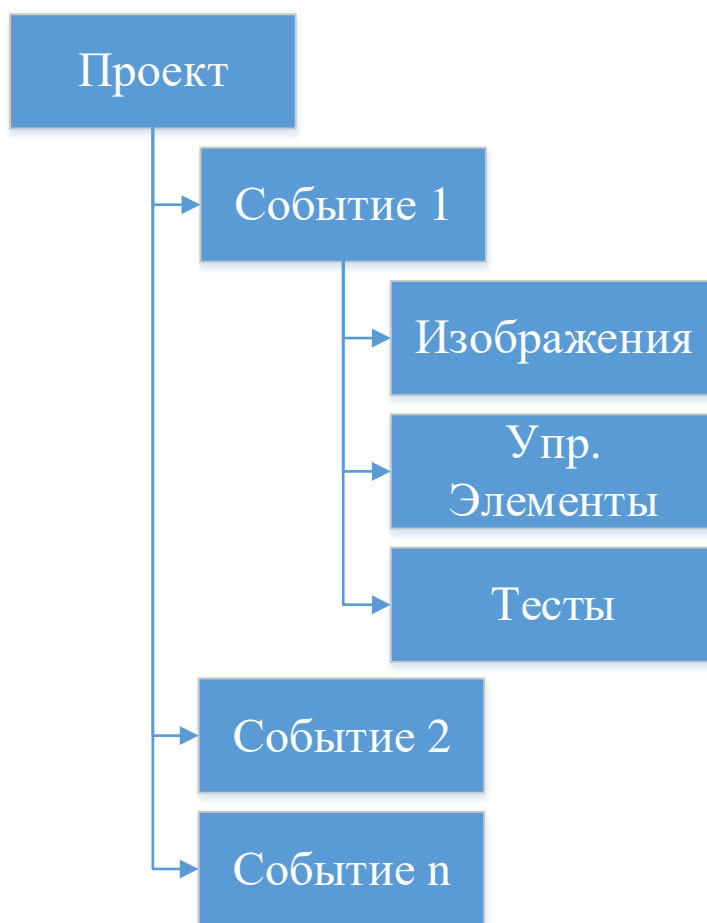 Проект
Событие 1
Изображения
Упр.
Элементы
Тесты
Событие 2
Событие n